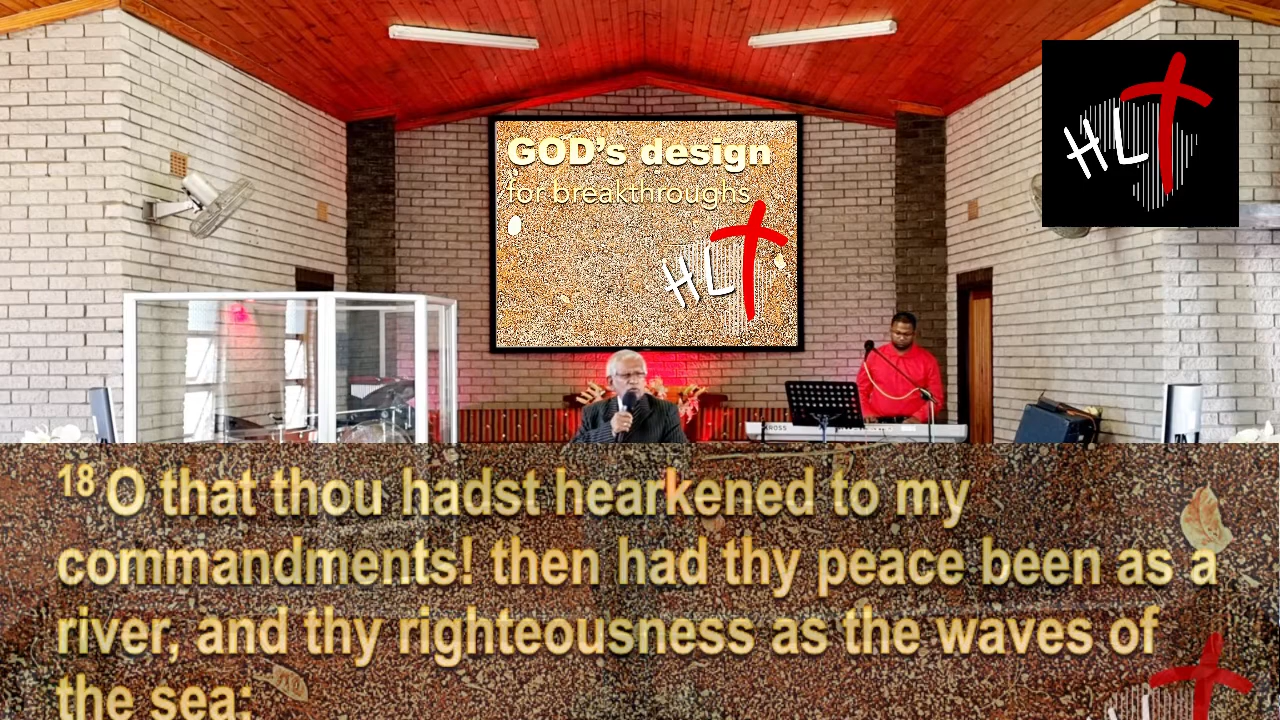 GOD's design
for breakthroughs
HLT
HLT
KROSS
18 O that thou hadst hearkened to my
commandments! then had thy peace been as a
river, and thy righteousness as the waves of
the sea: